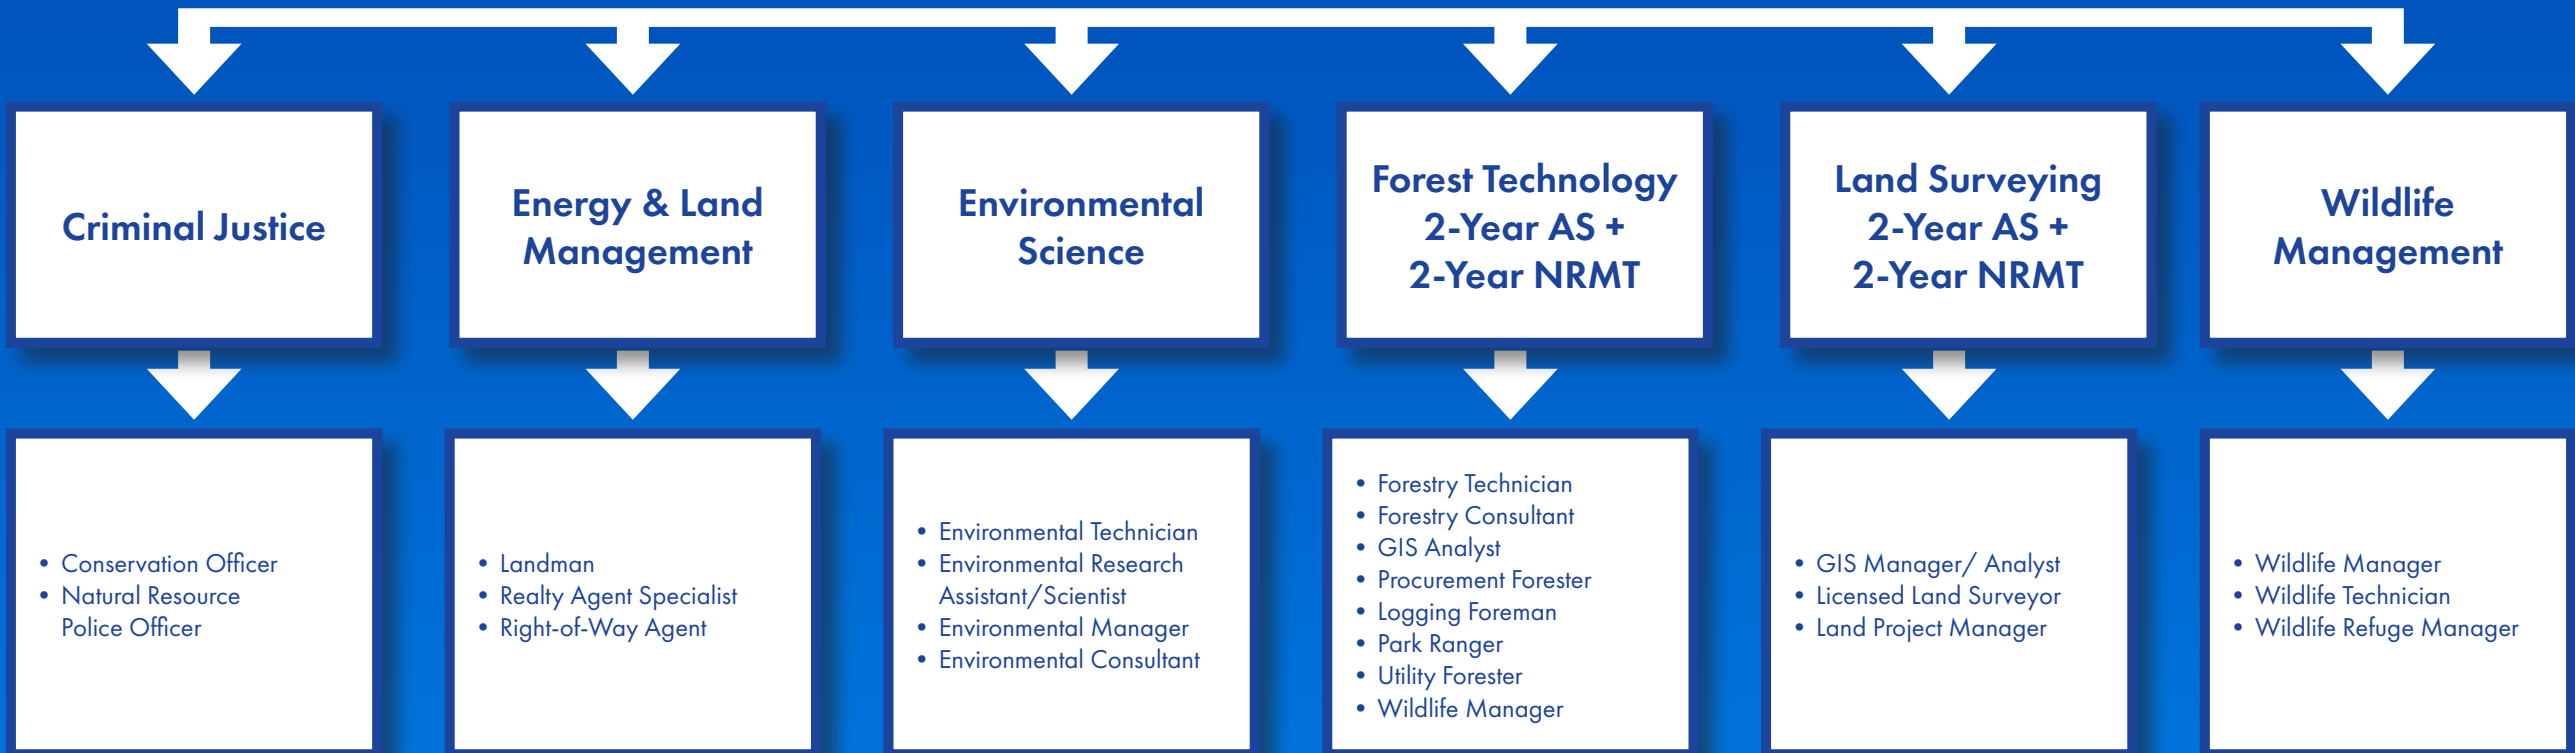 Criminal Justice
Energy & Land
Management
Environmental
Science
Forest Technology
2-Year AS +
2-Year NRMT
Land Surveying
2-Year AS +
2-Year NRMT
Wildlife
Management
• Conservation Officer
• Natural Resource
Police Officer
• Landman
• Realty Agent Specialist
• Right-of-Way Agent
• Environmental Technician
• Environmental Research
Assistant/Scientist
• Environmental Manager
• Environmental Consultant
• Forestry Technician
• Forestry Consultant
• GIS Analyst
• Procurement Forester
• Logging Foreman
• Park Ranger
• Utility Forester
• Wildlife Manager
• GIS Manager/ Analyst
• Licensed Land Surveyor
• Land Project Manager
• Wildlife Manager
• Wildlife Technician
• Wildlife Refuge Manager